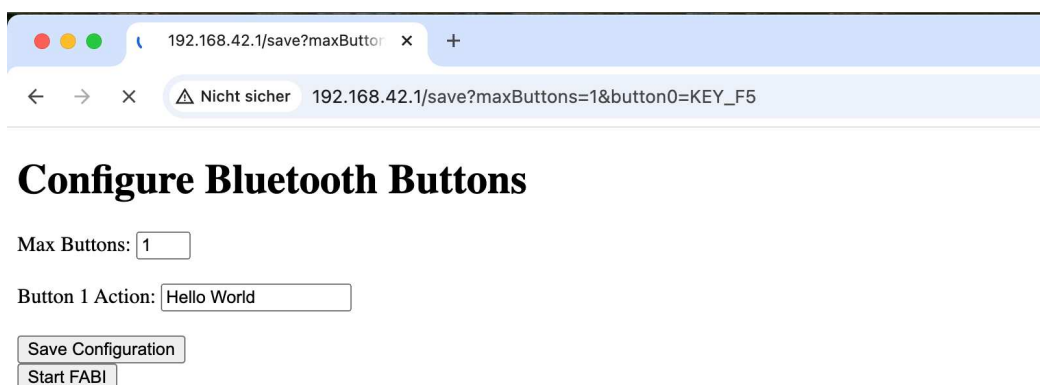 192.168.42.1/save?maxButton
Nicht sicher 192.168.42.1/save?maxButtons=1&button0=KEY_F5
Configure Bluetooth Buttons
Max Buttons: 1
Button 1 Action: Hello World
Save Configuration
Start FABI